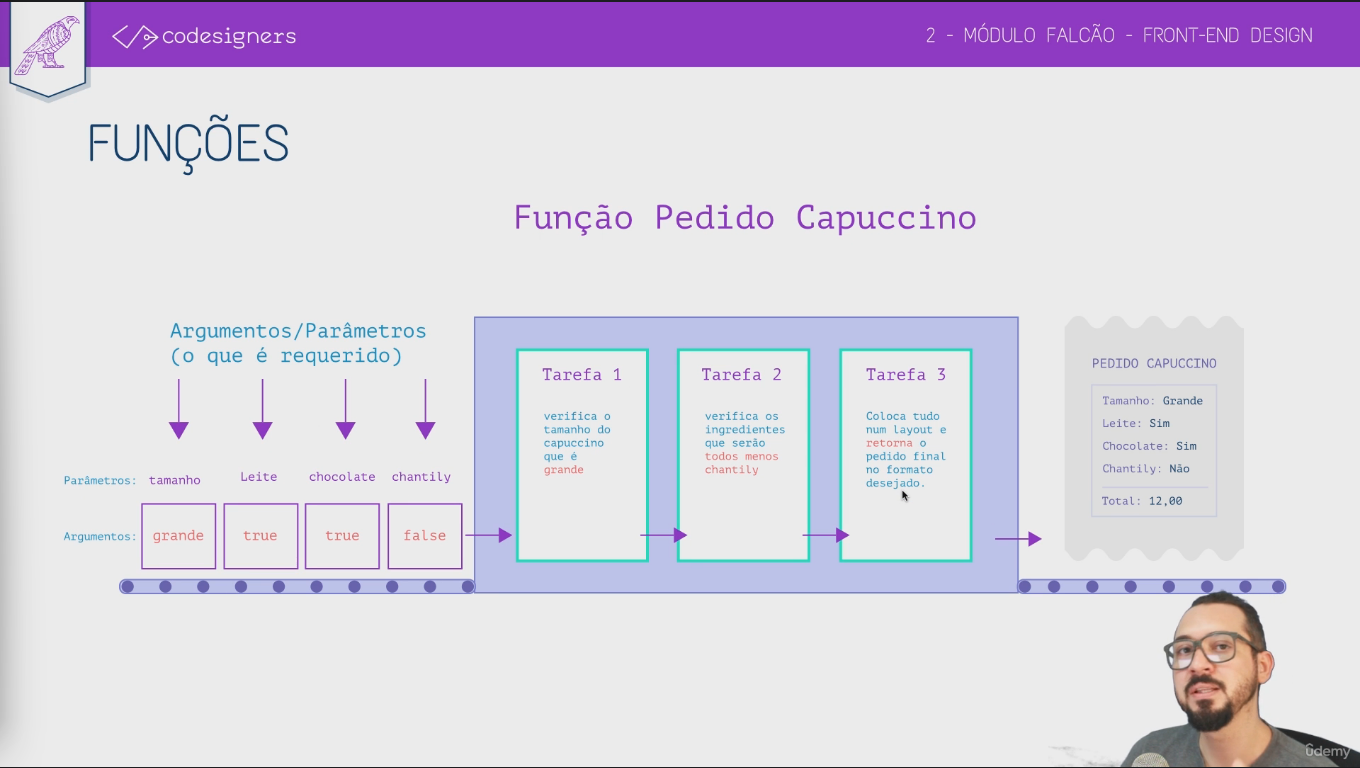 codesigners
2 - MÓDULO FALCÃO - FRONT-END DESIGN
FUNÇÕES
Função Pedido Capuccino
Argumentos/Parâmetros
(o que é requerido)
Parâmetros: tamanho Leite chocolate chantily
Argumentos: grande true true false
Tarefa 1
verifica o
tamanho do
capuccino
que é
grande
Tarefa 2
verifica os
ingredientes
que serão
todos menos
chantily
Tarefa 3
Coloca tudo
num layout e
retorna o
pedido final
no formato
desejado.
PEDIDO CAPUCCINO
Tamanho: Grande
Leite: Sim
Chocolate: Sim
Chantily: Não
Total: 12,00
ûdemy